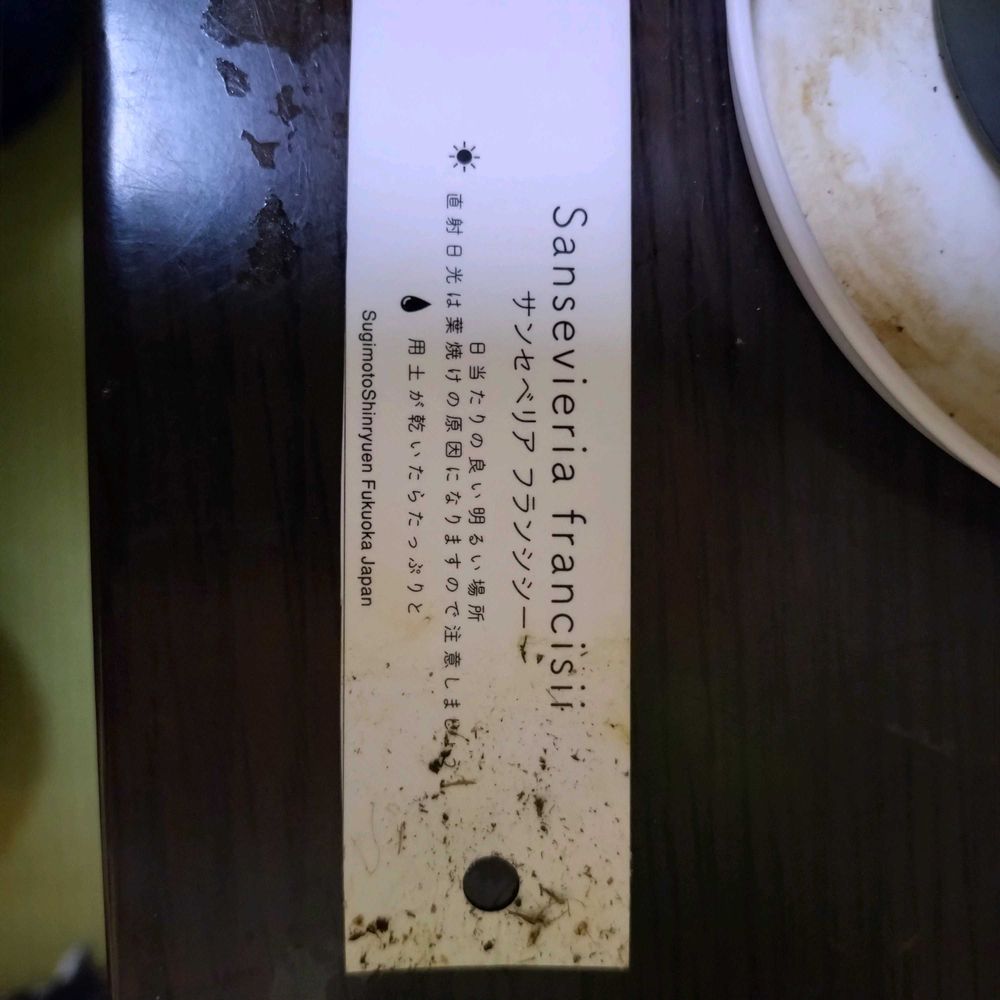 Sansevieria francisii
サンセベリア フランシシー
日当たりの良い明るい場所
直射日光は葉焼けの原因になりますので注意しましょう
用土が乾いたらたっぷりと
SugimotoShinryuen Fukuoka Japan